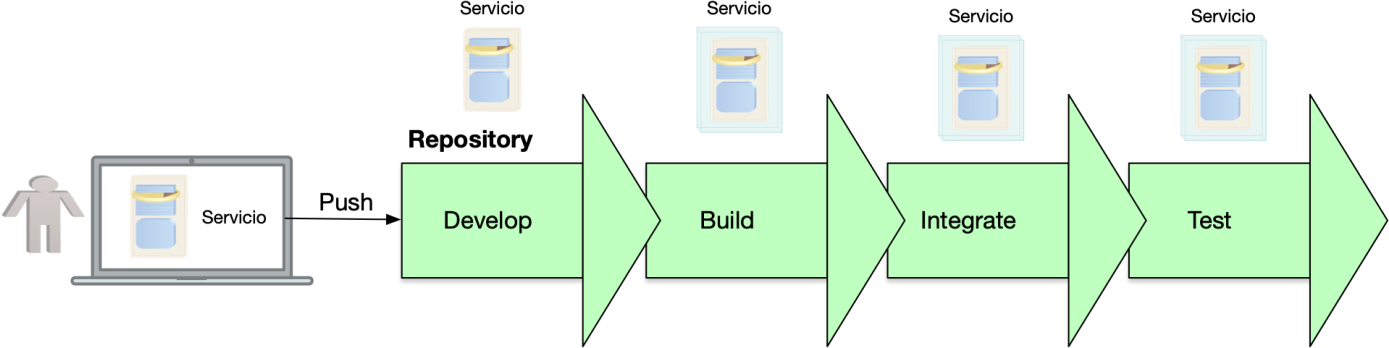 Servicio
Servicio
Servicio
Servicio
Repository
Servicio
Push
Develop
Build
Integrate
Test